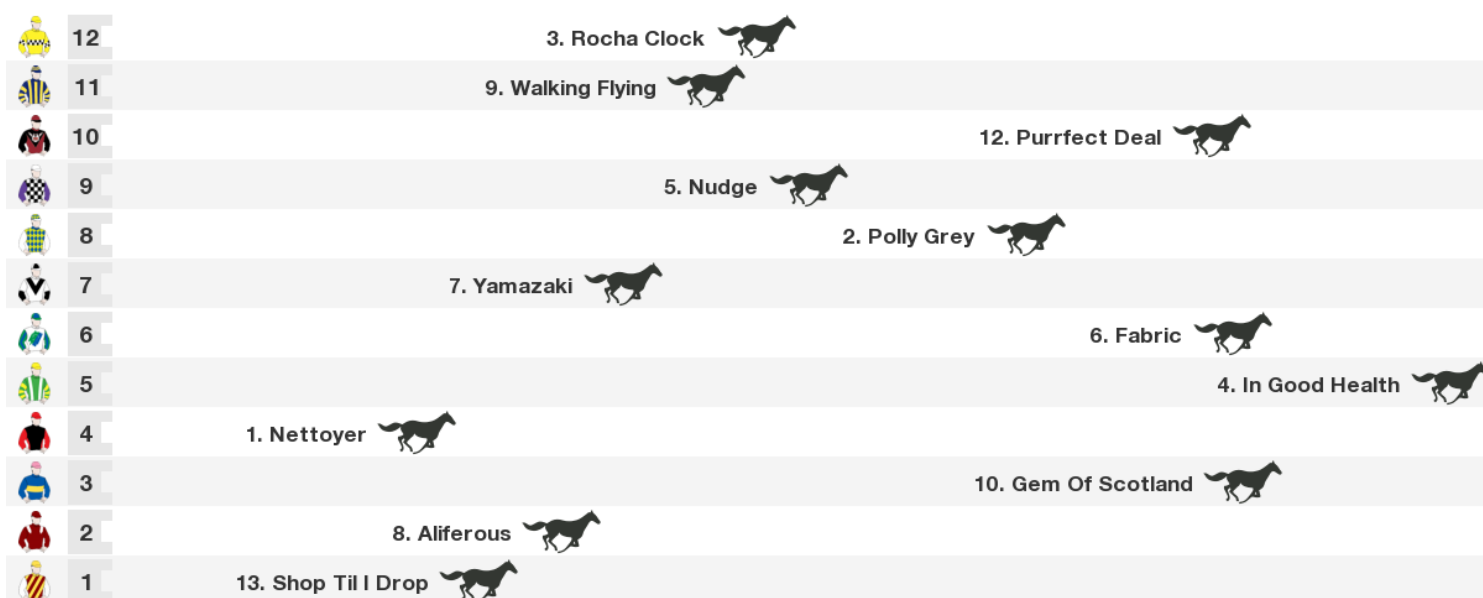 12 3. Rocha Clock
11 9. Walking Flying
10 12. Purrfect Deal
9 5. Nudge
8 2. Polly Grey
7 7. Yamazaki
6 6. Fabric
5 4. In Good Health
4 1. Nettoyer
3 10. Gem Of Scotland
2 8. Aliferous
1 13. Shop Til I Drop